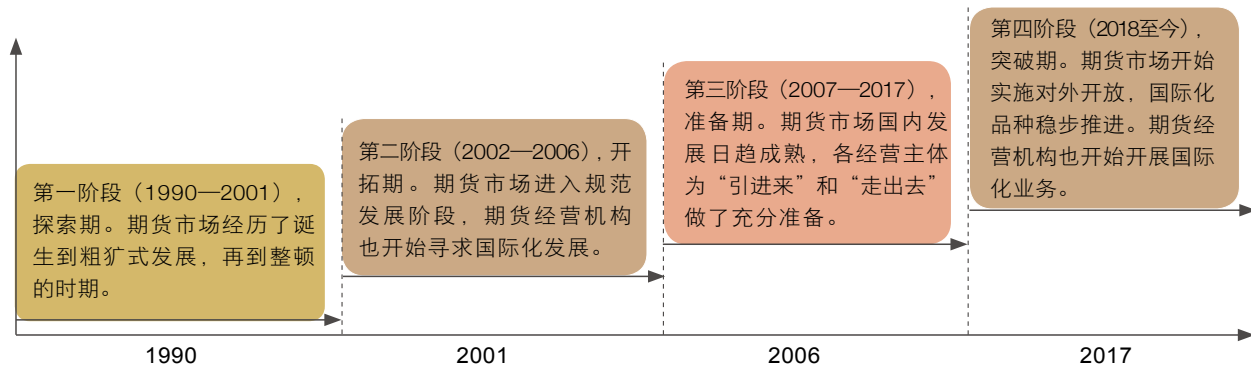 第一阶段（1990—2001），
探索期。期货市场经历了诞
生到粗犷式发展，再到整顿
的时期。
第二阶段（2002—2006），开
拓期。期货市场进入规范
发展阶段，期货经营机构
也开始寻求国际化发展。
第三阶段（2007—2017），
准备期。期货市场国内发
展日趋成熟，各经营主体
为“引进来”和“走出去”
做了充分准备。
第四阶段（2018至今），
突破期。期货市场开始
实施对外开放，国际化
品种稳步推进。期货经
营机构也开始开展国际
化业务。
1990
2001
2006
2017